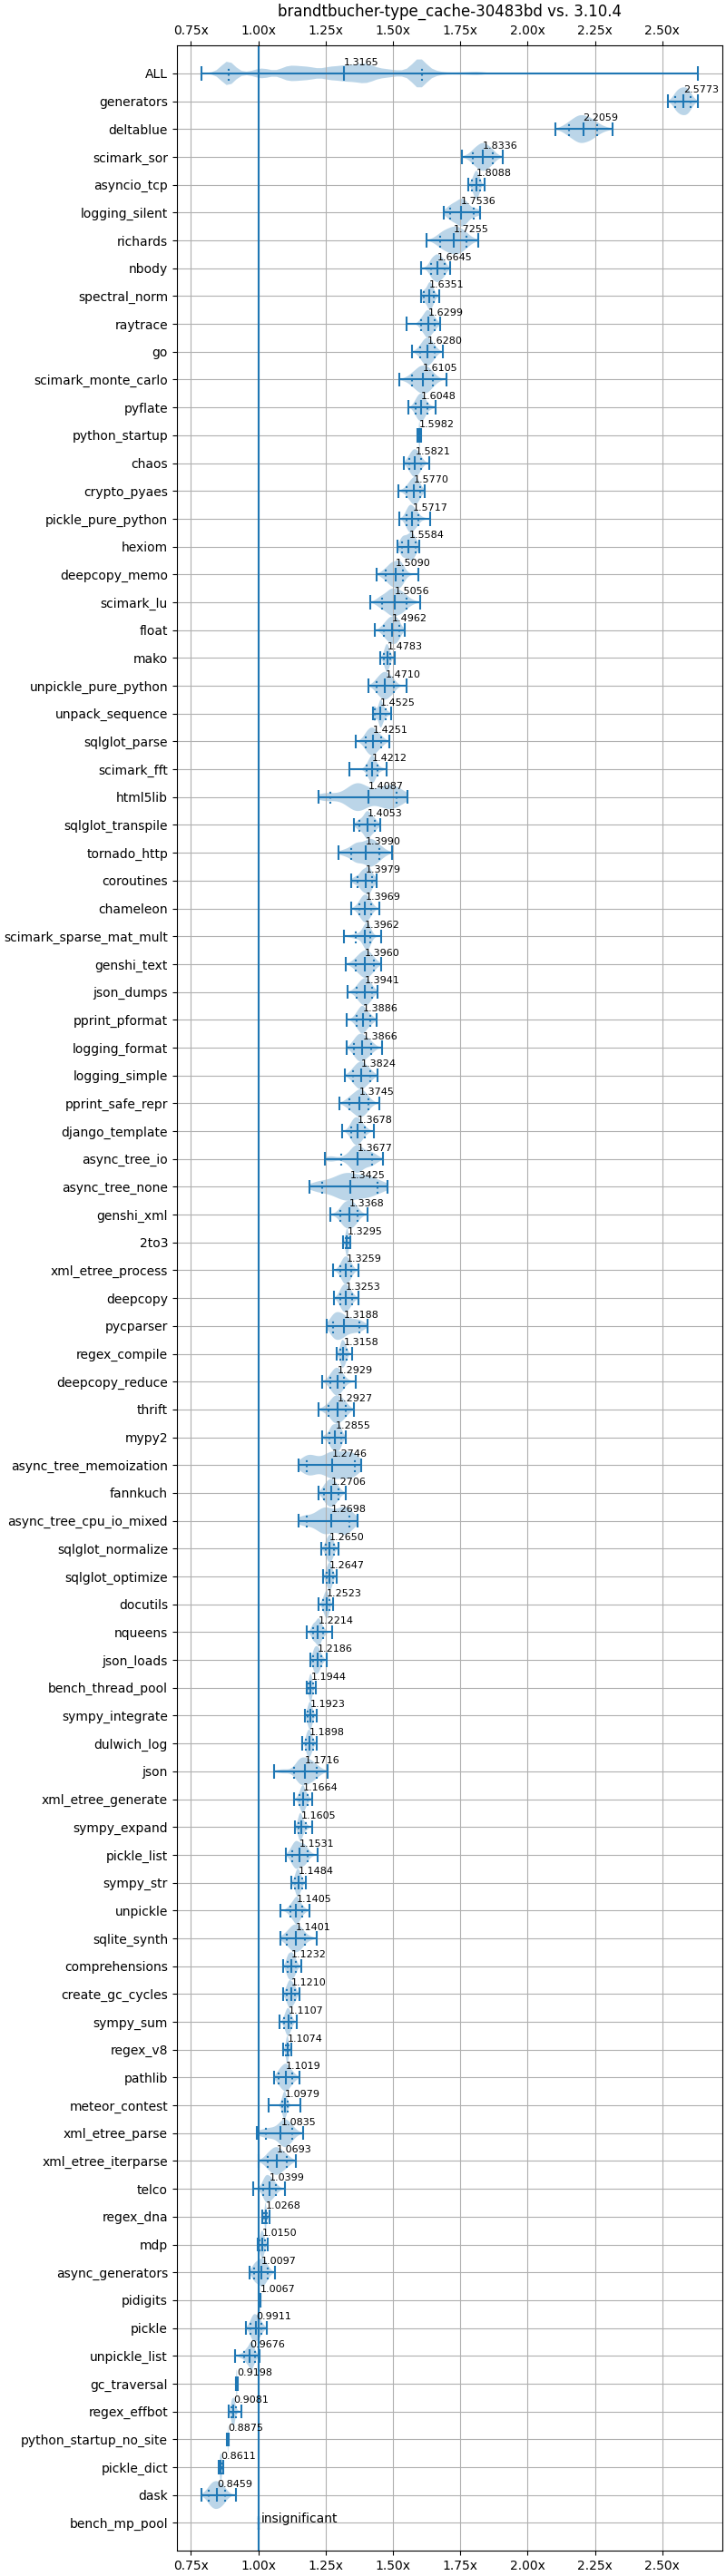 brandtbucher-type_cache-30483bd vs. 3.10.4
0.75x 1.00x 1.25x 1.50x 1.75x 2.00x 2.25x 2.50x
ALL 1.3165
generators 2.5773
deltablue 2.2059
scimark_sor 1.8336
asyncio_tcp 1.8088
logging_silent 1.7536
richards 1.7255
nbody 1.6645
spectral_norm 1.6351
raytrace 1.6299
go 1.6280
scimark_monte_carlo 1.6105
pyflate 1.6048
python_startup 1.5982
chaos 1.5821
crypto_pyaes 1.5770
pickle_pure_python 1.5717
hexiom 1.5584
deepcopy_memo 1.5090
scimark_lu 1.5056
float 1.4962
mako 1.4783
unpickle_pure_python 1.4710
unpack_sequence 1.4525
sqlglot_parse 1.4251
scimark_fft 1.4212
html5lib 1.4087
sqlglot_transpile 1.4053
tornado_http 1.3990
coroutines 1.3979
chameleon 1.3969
scimark_sparse_mat_mult 1.3962
genshi_text 1.3960
json_dumps 1.3941
pprint_pformat 1.3886
logging_format 1.3866
logging_simple 1.3824
pprint_safe_repr 1.3745
django_template 1.3678
async_tree_io 1.3677
async_tree_none 1.3425
genshi_xml 1.3368
2to3 1.3295
xml_etree_process 1.3259
deepcopy 1.3253
pycparser 1.3188
regex_compile 1.3158
deepcopy_reduce 1.2929
thrift 1.2927
mypy2 1.2855
async_tree_memoization 1.2746
fannkuch 1.2706
async_tree_cpu_io_mixed 1.2698
sqlglot_normalize 1.2650
sqlglot_optimize 1.2647
docutils 1.2523
nqueens 1.2214
json_loads 1.2186
bench_thread_pool 1.1944
sympy_integrate 1.1923
dulwich_log 1.1898
json 1.1716
xml_etree_generate 1.1664
sympy_expand 1.1605
pickle_list 1.1531
sympy_str 1.1484
unpickle 1.1405
sqlite_synth 1.1401
comprehensions 1.1232
create_gc_cycles 1.1210
sympy_sum 1.1107
regex_v8 1.1074
pathlib 1.1019
meteor_contest 1.0979
xml_etree_parse 1.0835
xml_etree_iterparse 1.0693
telco 1.0399
regex_dna 1.0268
mdp 1.0150
async_generators 1.0097
pidigits 1.0067
pickle 0.9911
unpickle_list 0.9676
gc_traversal 0.9198
regex_effbot 0.9081
python_startup_no_site 0.8875
pickle_dict 0.8611
dask 0.8459
bench_mp_pool insignificant
0.75x 1.00x 1.25x 1.50x 1.75x 2.00x 2.25x 2.50x